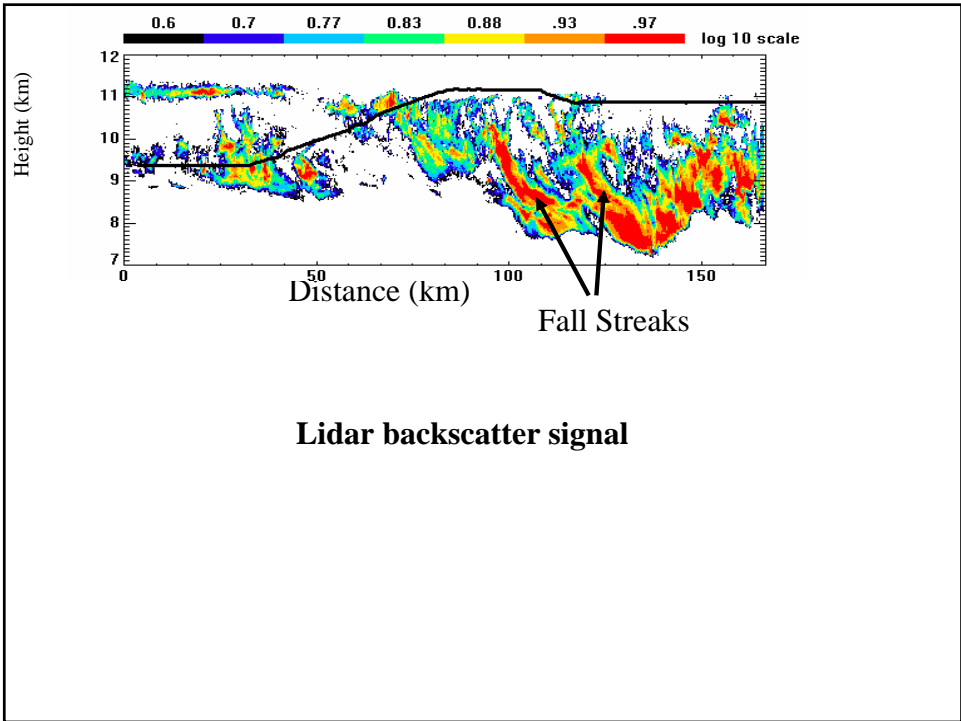 0.6 0.7 0.77 0.83 0.88 .93 .97
log 10 scale
Height (km)
12
11
10
9
8
7
0 50 100 150
Distance (km)
Fall Streaks
Lidar backscatter signal